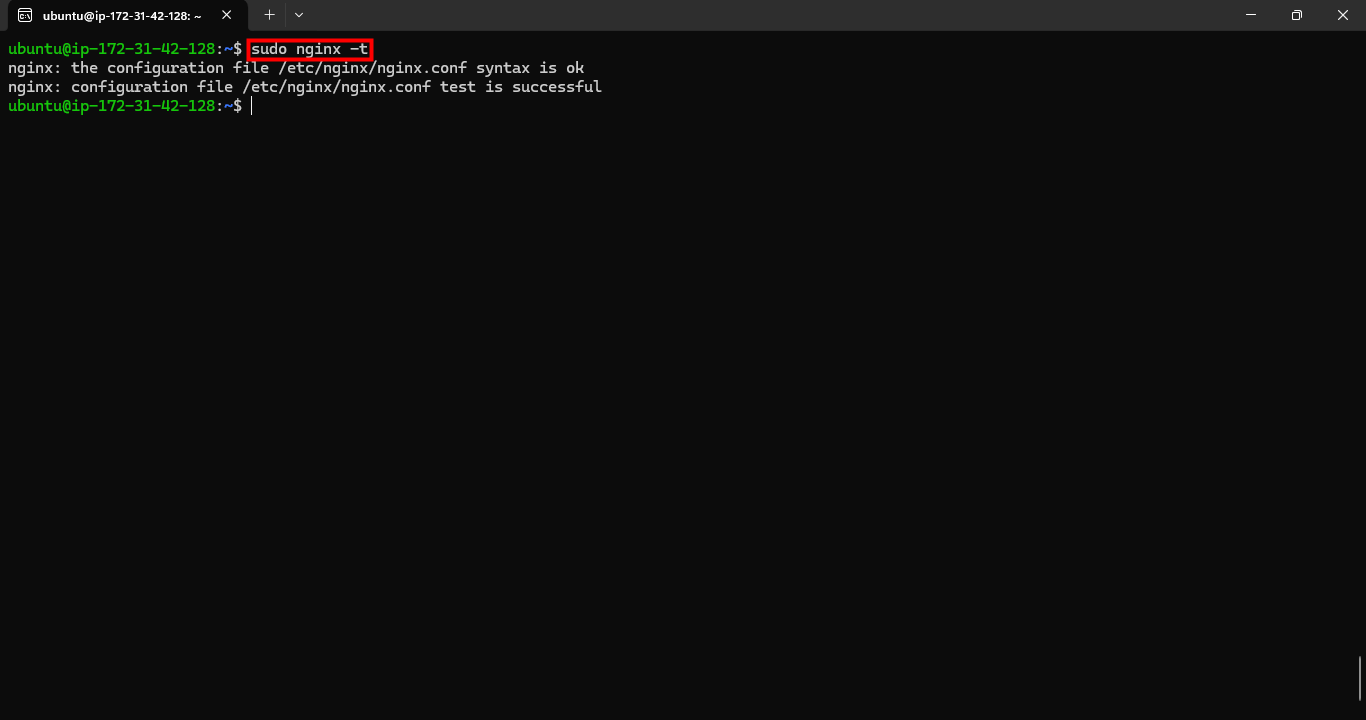 ubuntu@ip-172-31-42-128: ~
ubuntu@ip-172-31-42-128:~$ sudo nginx -t
nginx: the configuration file /etc/nginx/nginx.conf syntax is ok
nginx: configuration file /etc/nginx/nginx.conf test is successful
ubuntu@ip-172-31-42-128:~$